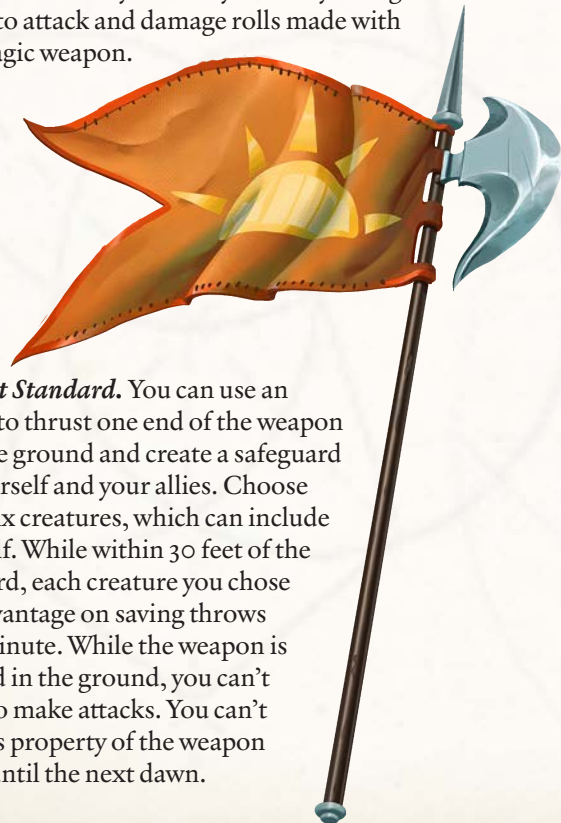 to attack and damage rolls made with
gic weapon.
t Standard. You can use an
to thrust one end of the weapon
e ground and create a safeguard
rself and your allies. Choose
x creatures, which can include
f. While within 30 feet of the
rd, each creature you chose
vantage on saving throws
inute. While the weapon is
d in the ground, you can’t
o make attacks. You can’t
s property of the weapon
until the next dawn.